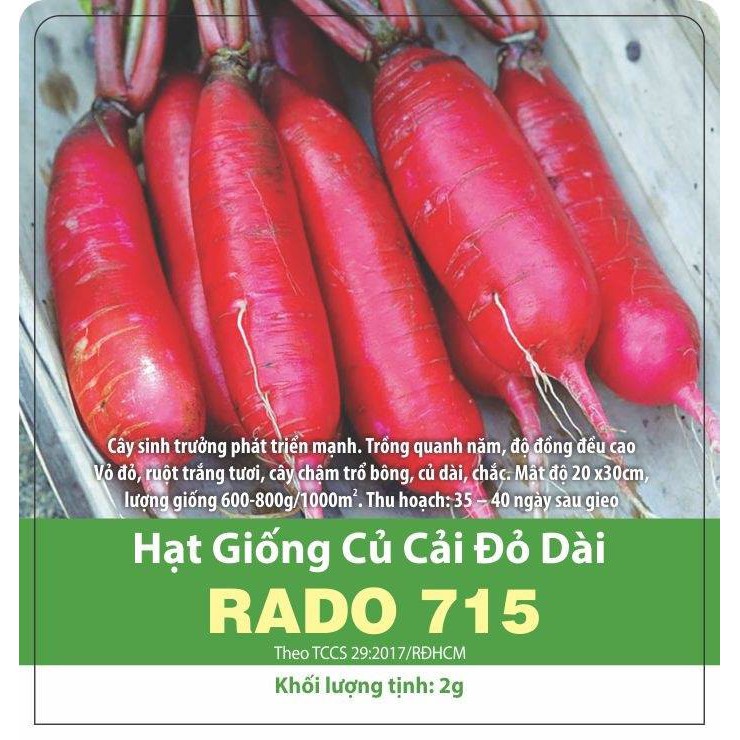 Cây sinh trưởng phát triển mạnh. Trồng quanh năm, độ đồng đều cao
Vỏ đỏ, ruột trắng tươi, cây chậm trổ bông, củ dài, chắc. Mật độ 20 x30cm,
lượng giống 600-800g/1000m². Thu hoạch: 35 – 40 ngày sau gieo
Hạt Giống Củ Cải Đỏ Dài
RADO 715
Theo TCCS 29:2017/RĐHCM
Khối lượng tịnh: 2g